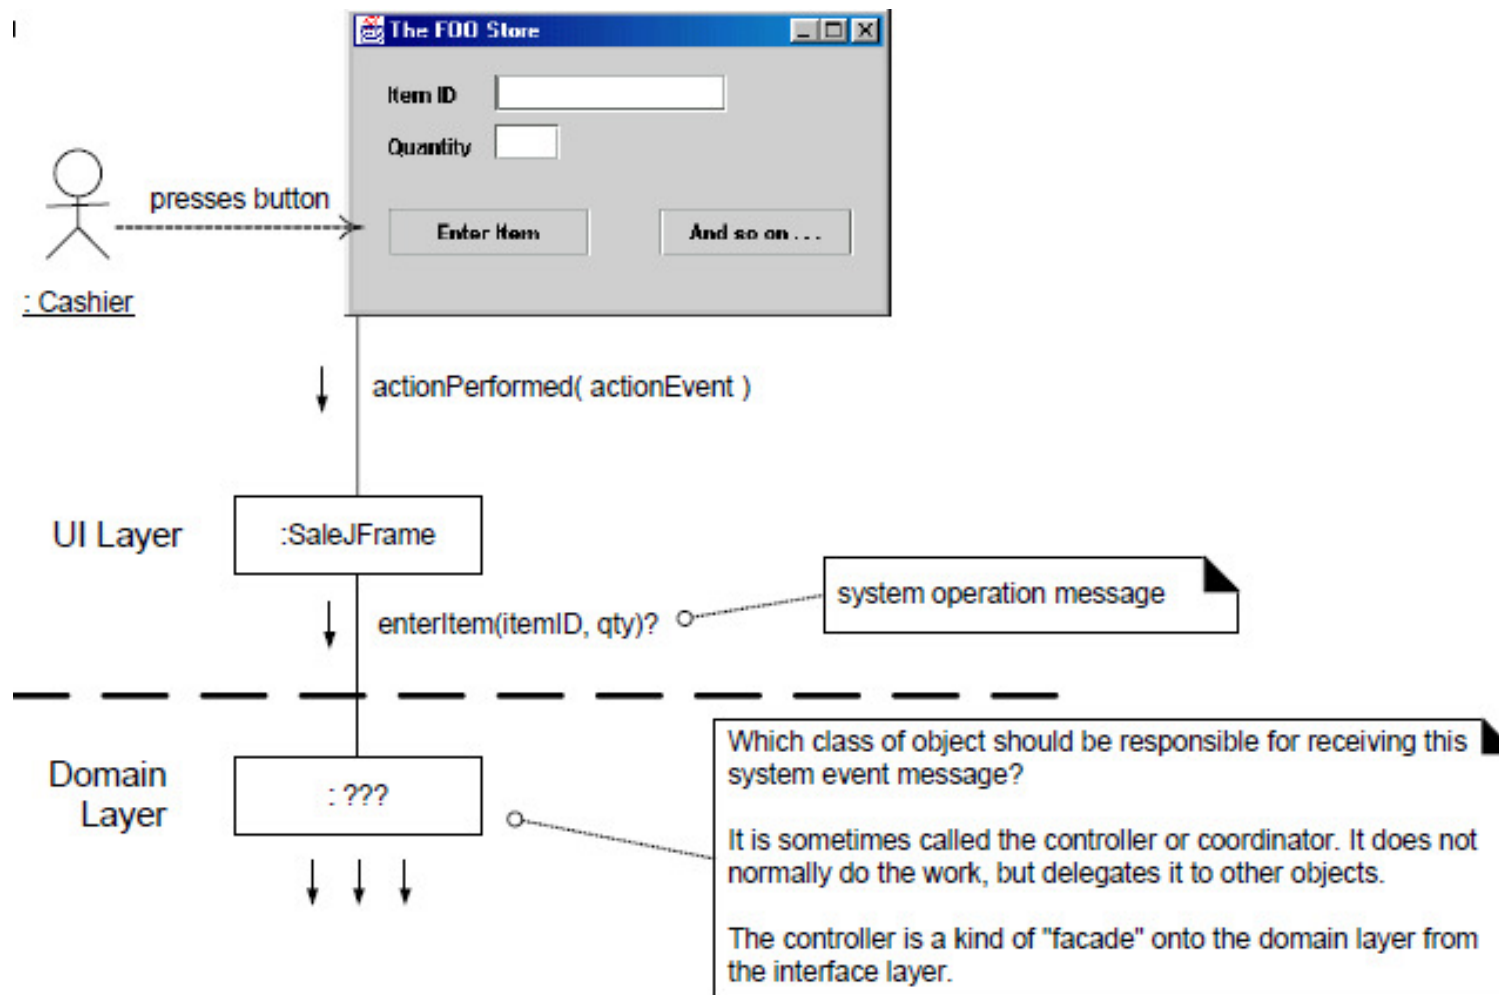 The FOO Store
Item ID
Quantity
presses button
Enter Item
And so on . . .
: Cashier
actionPerformed( actionEvent )
UI Layer
:SaleJFrame
system operation message
enterItem(itemID, qty)?
Which class of object should be responsible for receiving this
system event message?
It is sometimes called the controller or coordinator. It does not
normally do the work, but delegates it to other objects.
The controller is a kind of "facade" onto the domain layer from
the interface layer.
Domain
Layer
: ???